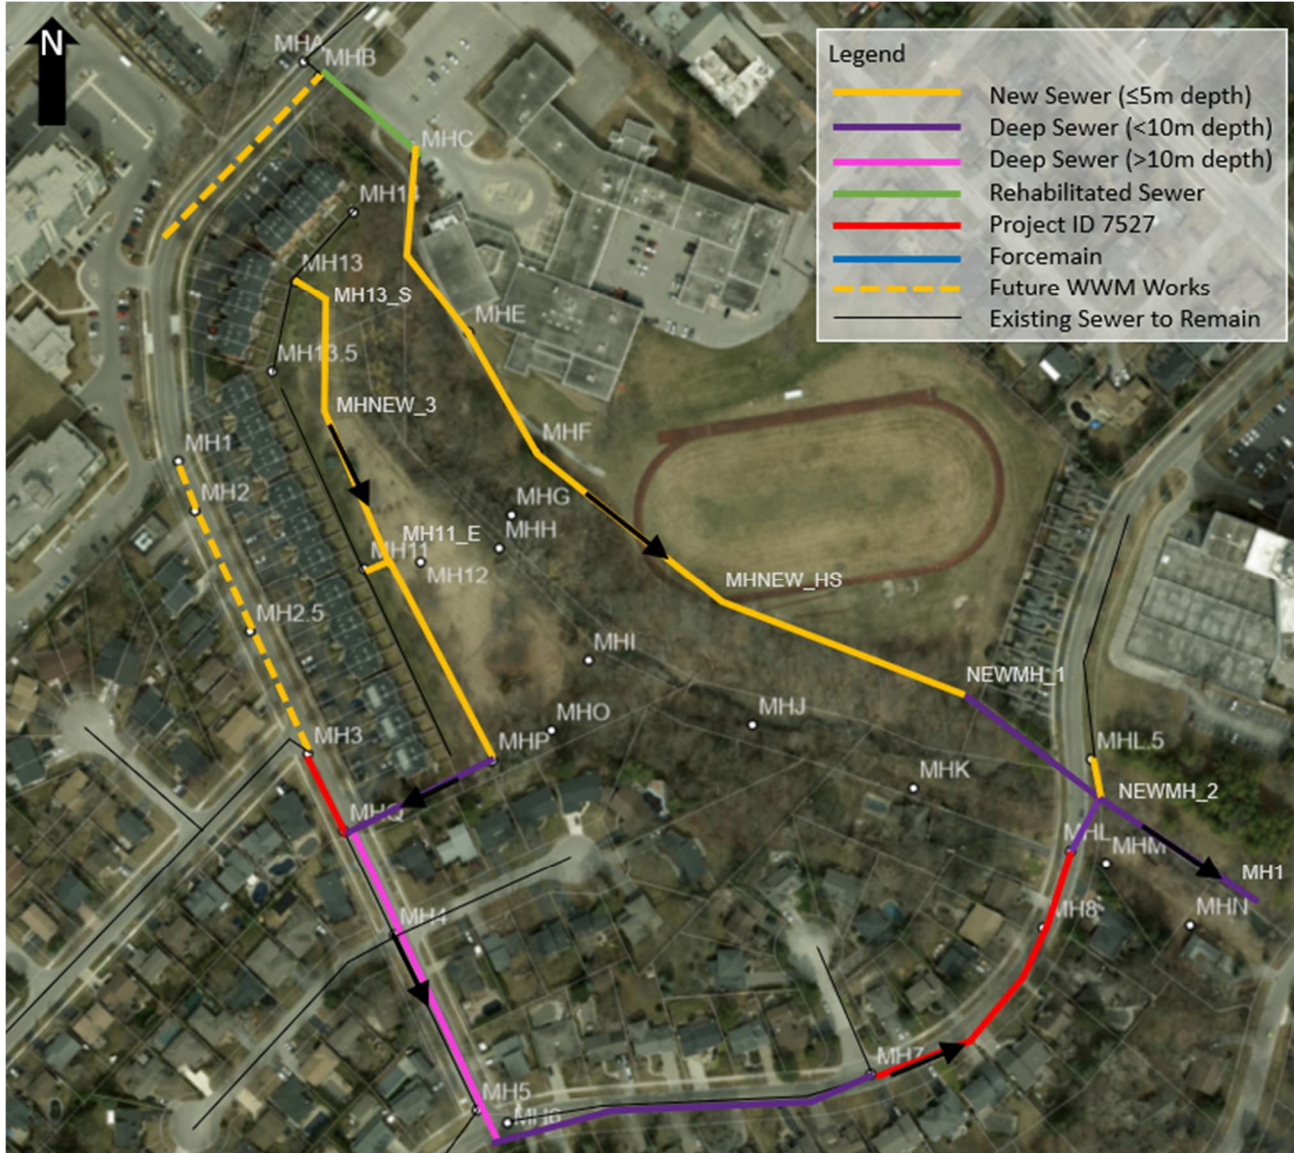 N
Legend
New Sewer (≤5m depth)
Deep Sewer (<10m depth)
Deep Sewer (>10m depth)
Rehabilitated Sewer
Project ID 7527
Forcemain
Future WWM Works
Existing Sewer to Remain
MHA
MHB
MHC
MH14
MH13
MH13_S
MHE
MH13.5
MHNEW_3
MHF
MH1
MH2
MHG
MHH
MH11_E
MH11
MH12
MHNEW_HS
MH2.5
MHI
NEWMH_1
MHO
MHJ
MH3
MHP
MHL.5
MHK
NEWMH_2
MHQ
MHL
MHM
MH1
MHN
MH8
MH4
MH7
MH5
MH6